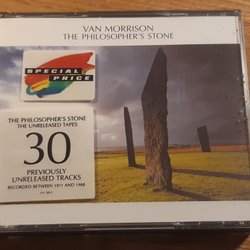 VAN MORRISON
THE PHILOSOPHER'S STONE
SPECIAL
PRICE
THE PHILOSOPHER'S STONE
THE UNRELEASED TAPES
30
PREVIOUSLY
UNRELEASED TRACKS
RECORDED BETWEEN 1971 AND 1988